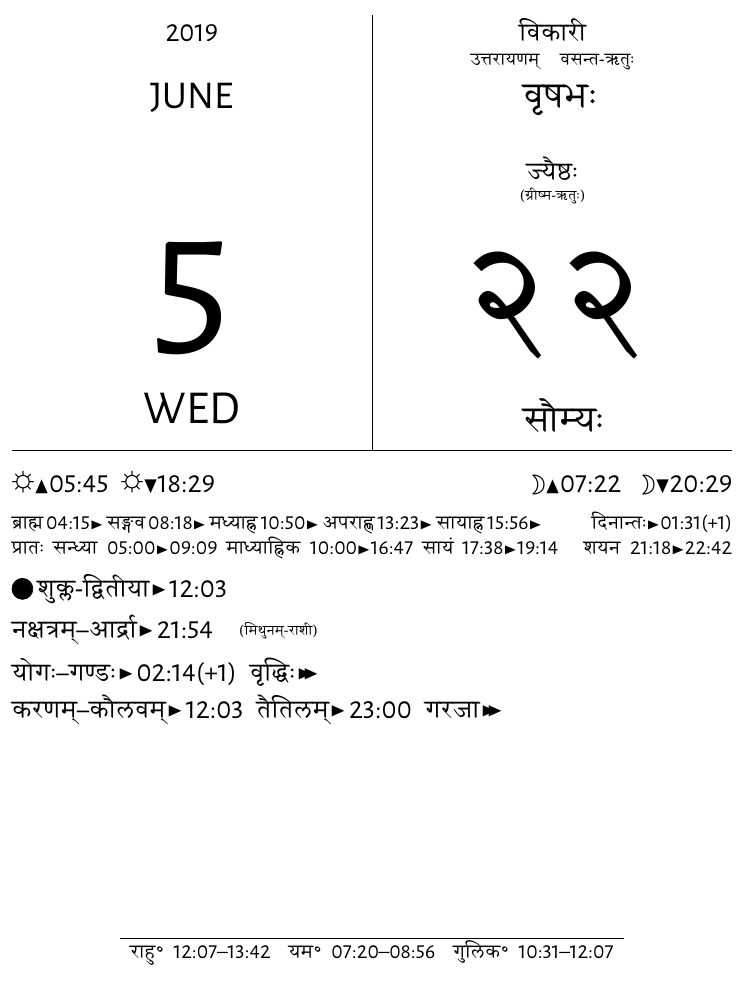 2019
JUNE
5
WED
विकारी
उत्तरायणम् वसन्त-ऋतुः
वृषभः
ज्यैष्ठः
(ग्रीष्म-ऋतुः)
२२
सौम्यः
☼▲05:45 ☼▼18:29 ☽▲07:22 ☽▼20:29
ब्राह्म 04:15► सङ्गव 08:18► मध्याह्न 10:50► अपराह्ण 13:23► सायाह्न 15:56► दिनान्तः►01:31(+1)
प्रातः सन्ध्या 05:00►09:09 माध्याह्निक 10:00►16:47 सायं 17:38►19:14 शयन 21:18►22:42
●शुक्ल-द्वितीया►12:03
नक्षत्रम्–आर्द्रा►21:54 (मिथुनम्-राशी)
योगः–गण्डः►02:14(+1) वृद्धिः►►
करणम्–कौलवम्►12:03 तैतिलम्►23:00 गरजा►►
राहु॰ 12:07–13:42 यम॰ 07:20–08:56 गुलिक॰ 10:31–12:07